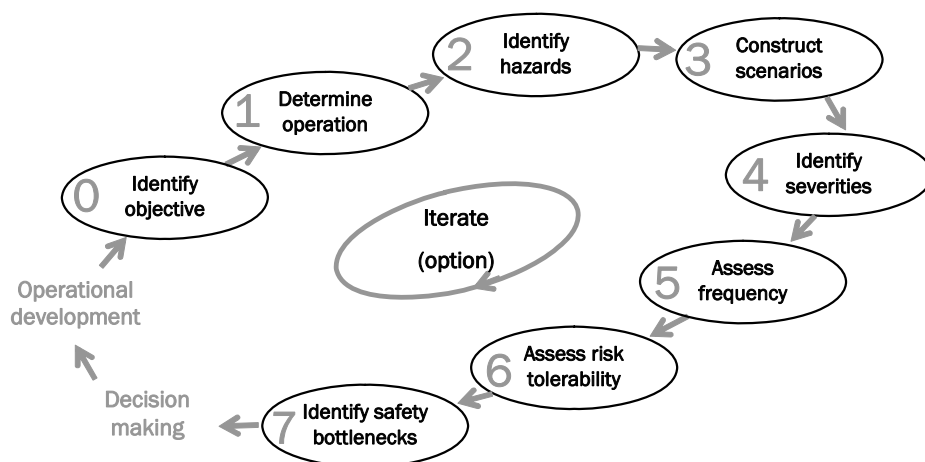 0 Identify
objective
1 Determine
operation
2 Identify
hazards
3 Construct
scenarios
4 Identify
severities
5 Assess
frequency
6 Assess risk
tolerability
7 Identify safety
bottlenecks
Decision
making
Operational
development
Iterate
(option)